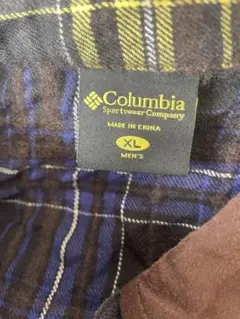 Columbia
Sportswear Company
MADE IN CHINA
XL
MEN'S